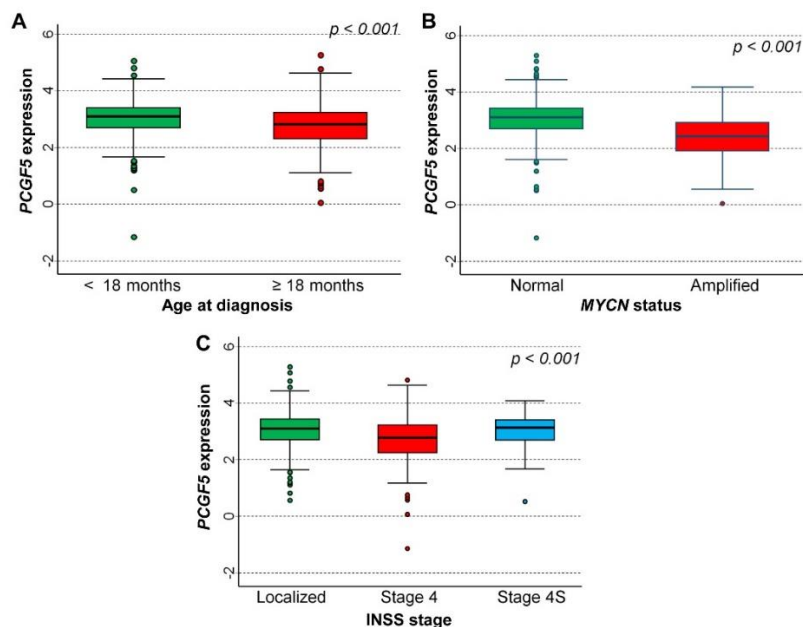 A
p < 0.001
PCGF5 expression
6
4
2
0
-2
< 18 months
≥ 18 months
Age at diagnosis
B
p < 0.001
PCGF5 expression
6
4
2
0
-2
Normal
Amplified
MYCN status
C
p < 0.001
PCGF5 expression
6
4
2
0
-2
Localized
Stage 4
Stage 4S
INSS stage